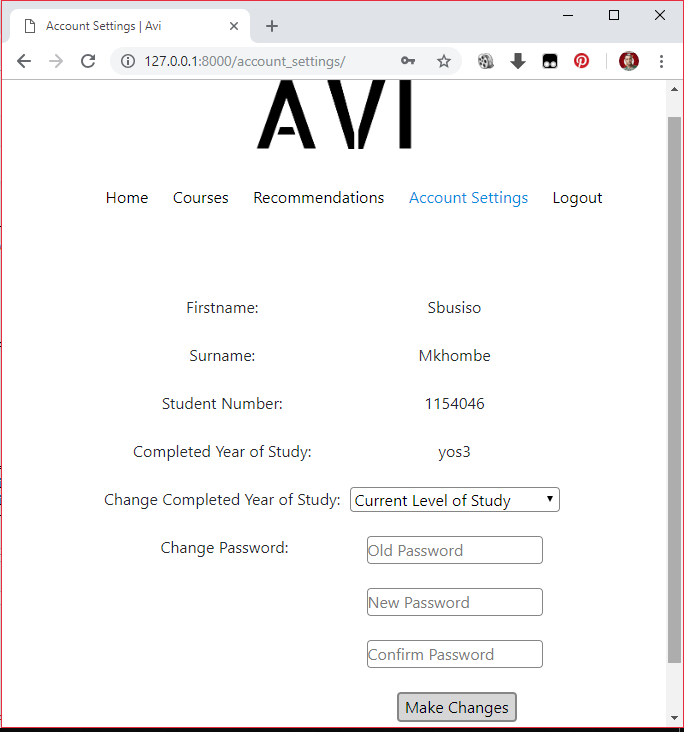 Account Settings | Avi
127.0.0.1:8000/account_settings/
AVI
Home Courses Recommendations Account Settings Logout
Firstname: Sbusiso
Surname: Mkhombe
Student Number: 1154046
Completed Year of Study: yos3
Change Completed Year of Study: Current Level of Study
Change Password: Old Password
New Password
Confirm Password
Make Changes